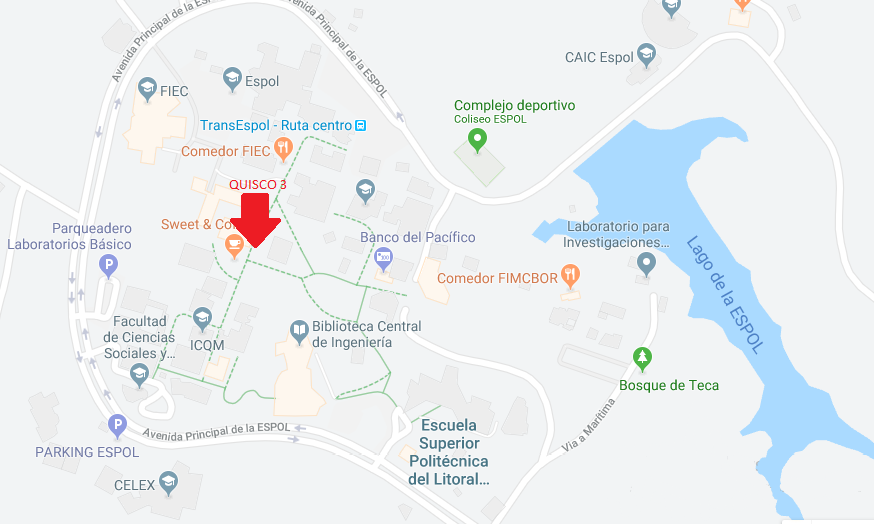 Avenida Principal de la ESPOL
Avenida Principal de la ESPOL
CAIC Espol
FIEC
Espol
Complejo deportivo
Coliseo ESPOL
TransEspol - Ruta centro
Comedor FIEC
QUISCO 3
Sweet & Co
Parqueadero
Laboratorios Básico
Banco del Pacífico
Laboratorio para
Investigaciones...
Lago de la ESPOL
Comedor FIMCBOR
Facultad
de Ciencias
Sociales y...
ICQM
Biblioteca Central
de Ingeniería
Bosque de Teca
Via a Marítima
Avenida Principal de la ESPOL
PARKING ESPOL
Escuela
Superior
Politécnica
del Litoral...
CELEX